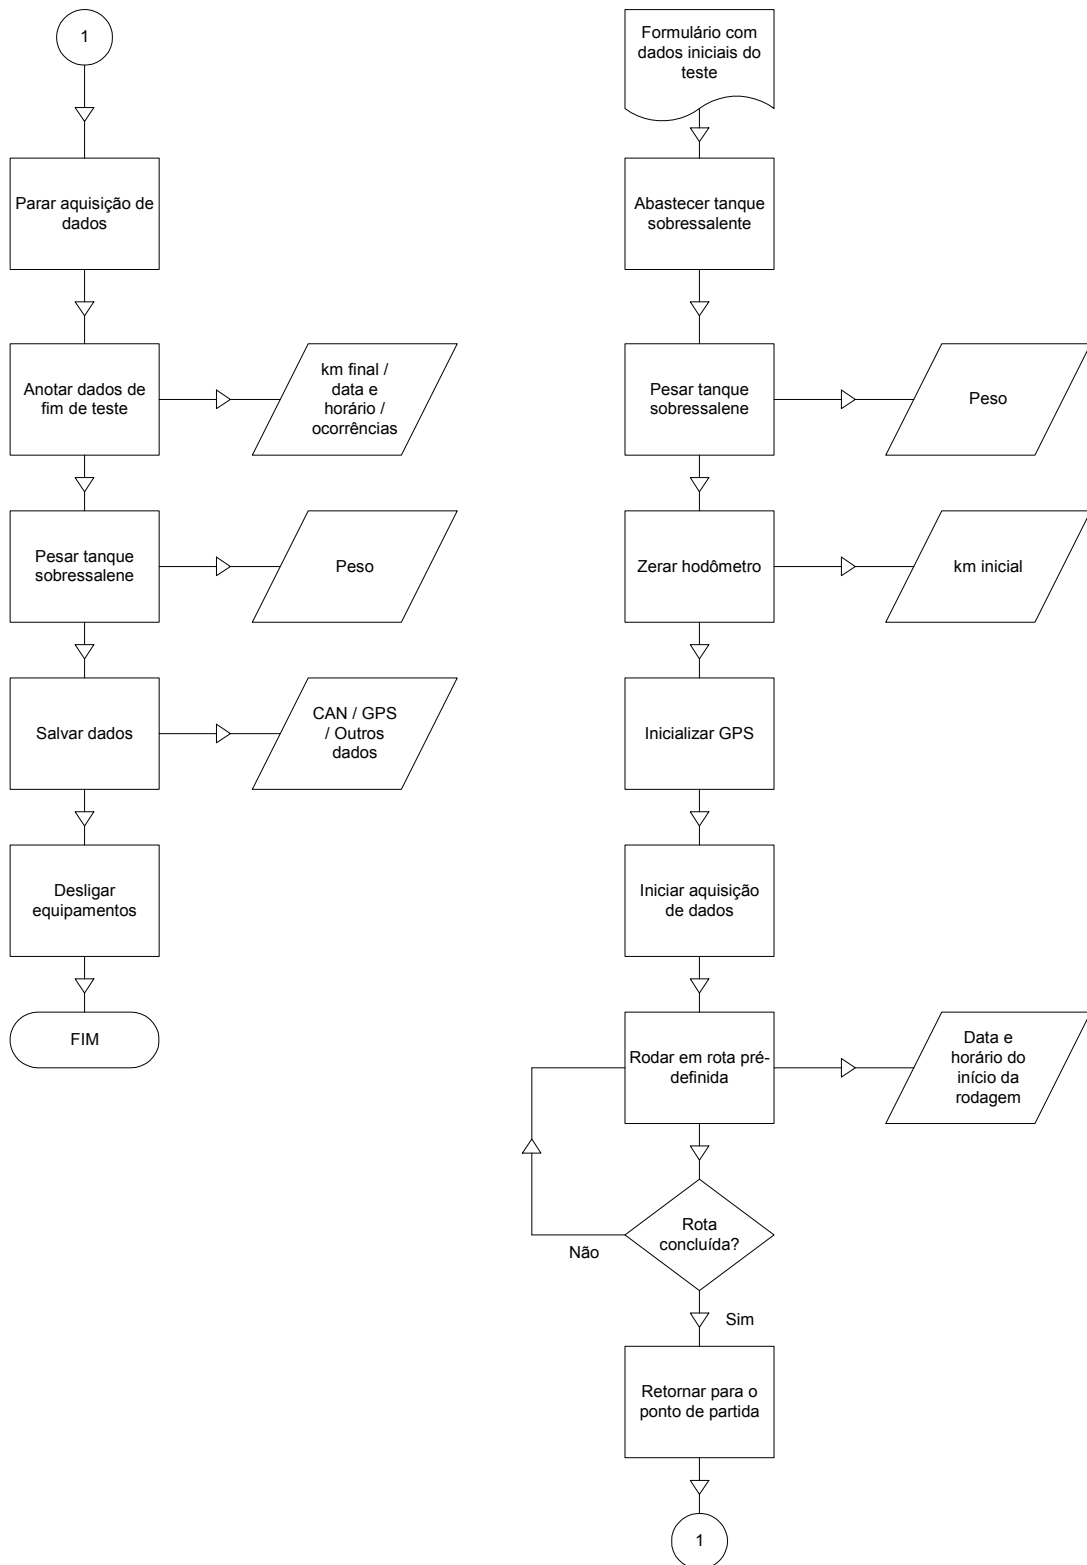 1
Parar aquisição de
dados
Anotar dados de
fim de teste
km final /
data e
horário /
ocorrências
Pesar tanque
sobressalene
Peso
Salvar dados
CAN / GPS
/ Outros
dados
Desligar
equipamentos
FIM
Formulário com
dados iniciais do
teste
Abastecer tanque
sobressalente
Pesar tanque
sobressalene
Peso
Zerar hodômetro
km inicial
Inicializar GPS
Iniciar aquisição
de dados
Rodar em rota pré-
definida
Data e
horário do
início da
rodagem
Rota
concluída?
Não
Sim
Retornar para o
ponto de partida
1